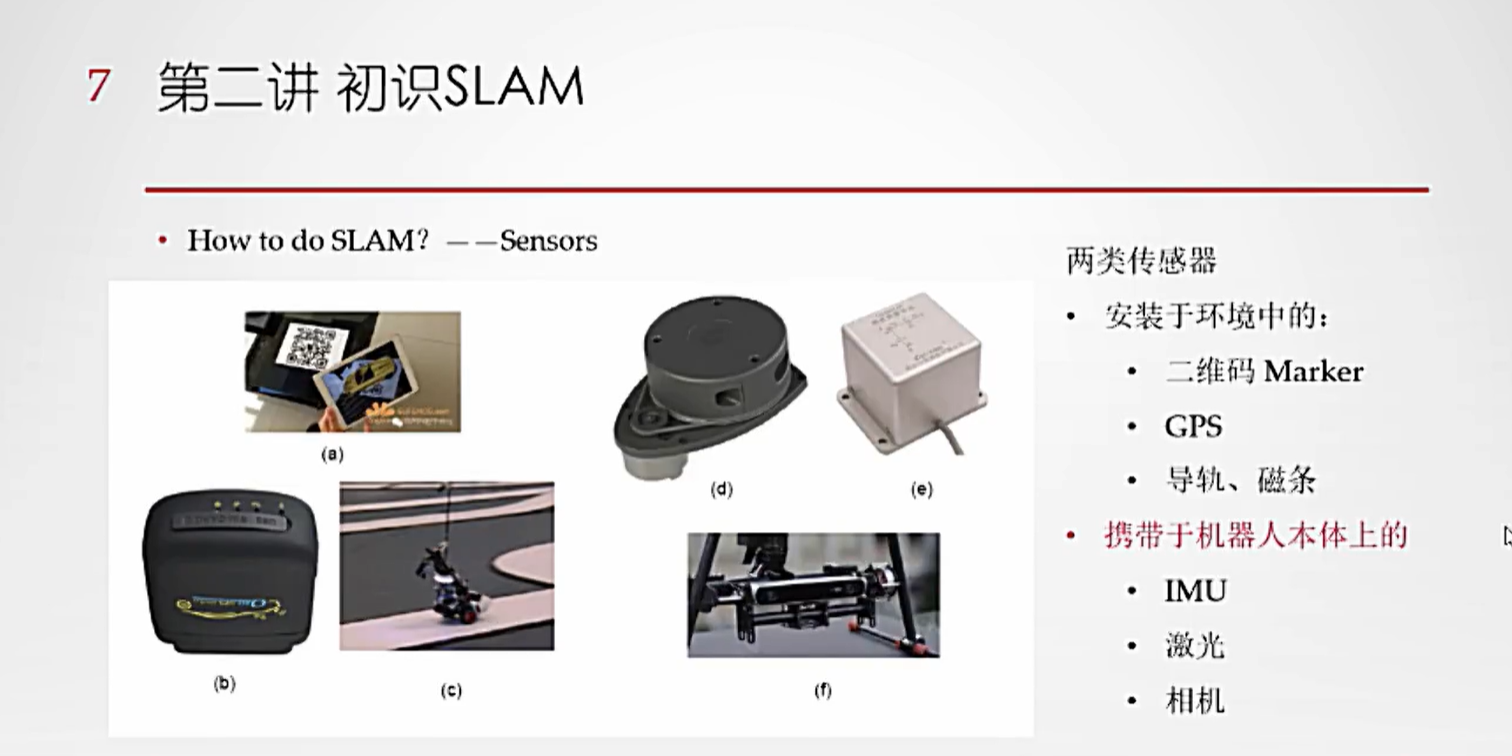 7 第二讲 初识SLAM
• How to do SLAM？ ——Sensors
(a)
(b)
(c)
(d)
(e)
(f)
两类传感器
• 安装于环境中的：
• 二维码 Marker
• GPS
• 导轨、磁条
• 携带于机器人本体上的
• IMU
• 激光
• 相机